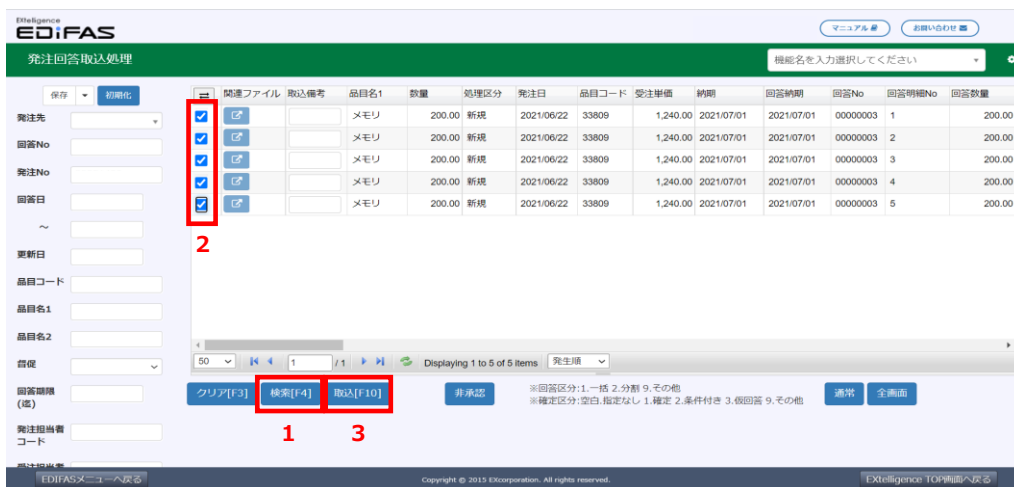 EXtelligence
EDiFAS
マニュアル
お問い合わせ
発注回答取込処理
機能名を入力選択してください
保存
初期化
関連ファイル 取込備考 品目名1 数量 処理区分 発注日 品目コード 受注単価 納期 回答納期 回答No 回答明細No 回答数量
メモリ 200.00 新規 2021/06/22 33809 1,240.00 2021/07/01 2021/07/01 00000003 1 200.00
メモリ 200.00 新規 2021/06/22 33809 1,240.00 2021/07/01 2021/07/01 00000003 2 200.00
メモリ 200.00 新規 2021/06/22 33809 1,240.00 2021/07/01 2021/07/01 00000003 3 200.00
メモリ 200.00 新規 2021/06/22 33809 1,240.00 2021/07/01 2021/07/01 00000003 4 200.00
メモリ 200.00 新規 2021/06/22 33809 1,240.00 2021/07/01 2021/07/01 00000003 5 200.00
2
発注先
回答No
発注No
回答日
～
更新日
品目コード
品目名1
品目名2
督促
回答期限
(迄)
発注担当者
コード
受注担当者
50 1 / 1 Displaying 1 to 5 of 5 items 発生順
クリア[F3] 検索[F4] 取込[F10] 非承認
※回答区分:1.一括 2.分割 9.その他
※確定区分:空白.指定なし 1.確定 2.条件付き 3.仮回答 9.その他
通常 全画面
1 3
EDIFASメニューへ戻る
Copyright © 2015 EXcorporation. All rights reserved.
EXtelligence TOP画面へ戻る